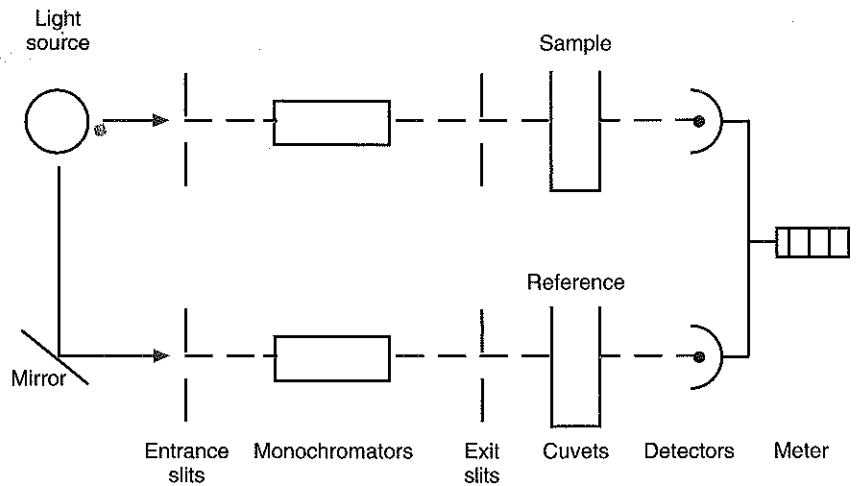 Light
source
Sample
Reference
Mirror
Entrance
slits
Monochromators
Exit
slits
Cuvets
Detectors
Meter